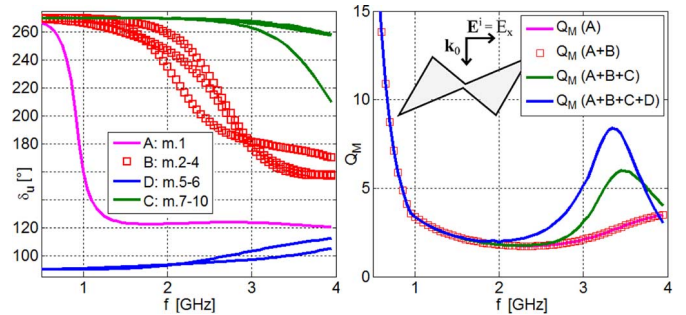 260
240
220
200
180
160
140
120
100
δu [°]
A: m.1
B: m.2-4
D: m.5-6
C: m.7-10
1
2
3
4
f [GHz]
15
10
5
0
QM
Eⁱ = Ex
k0
QM (A)
QM (A+B)
QM (A+B+C)
QM (A+B+C+D)
1
2
3
4
f [GHz]